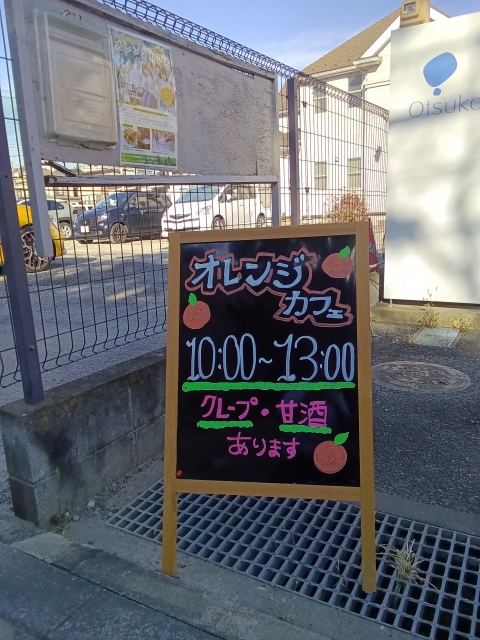 Otsuka
オレンジ
カフェ
10:00~13:00
クレープ・甘酒
あります